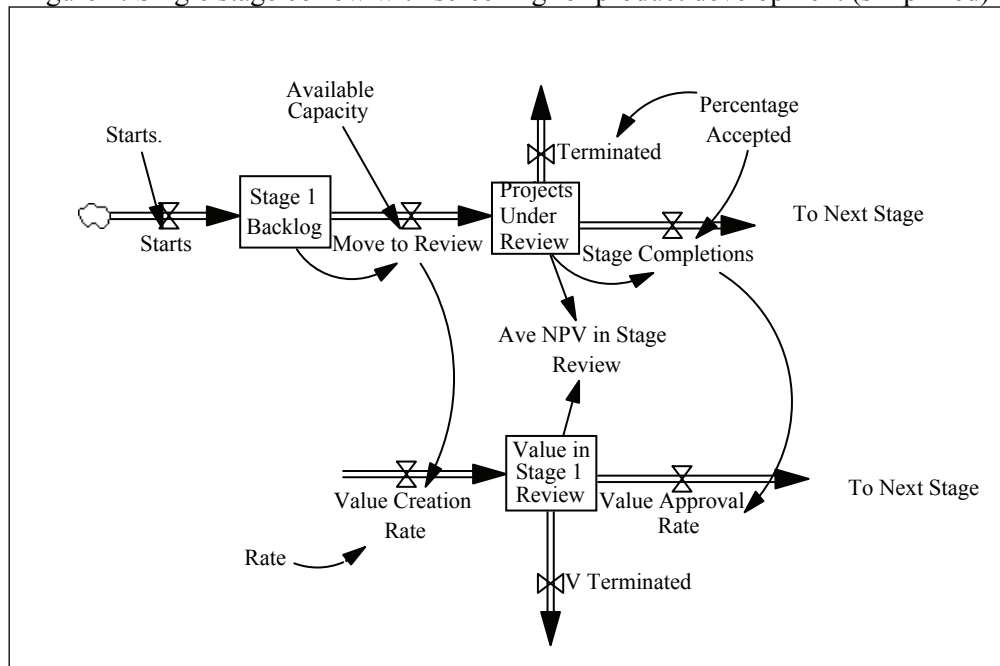 Available
Capacity
Percentage
Accepted
Starts.
Terminated
Stage 1
Backlog
Projects
Under
Review
To Next Stage
Starts
Move to Review
Stage Completions
Ave NPV in Stage
Review
Value in
Stage 1
Review
Value Creation
Rate
Value Approval
Rate
To Next Stage
Rate
V Terminated